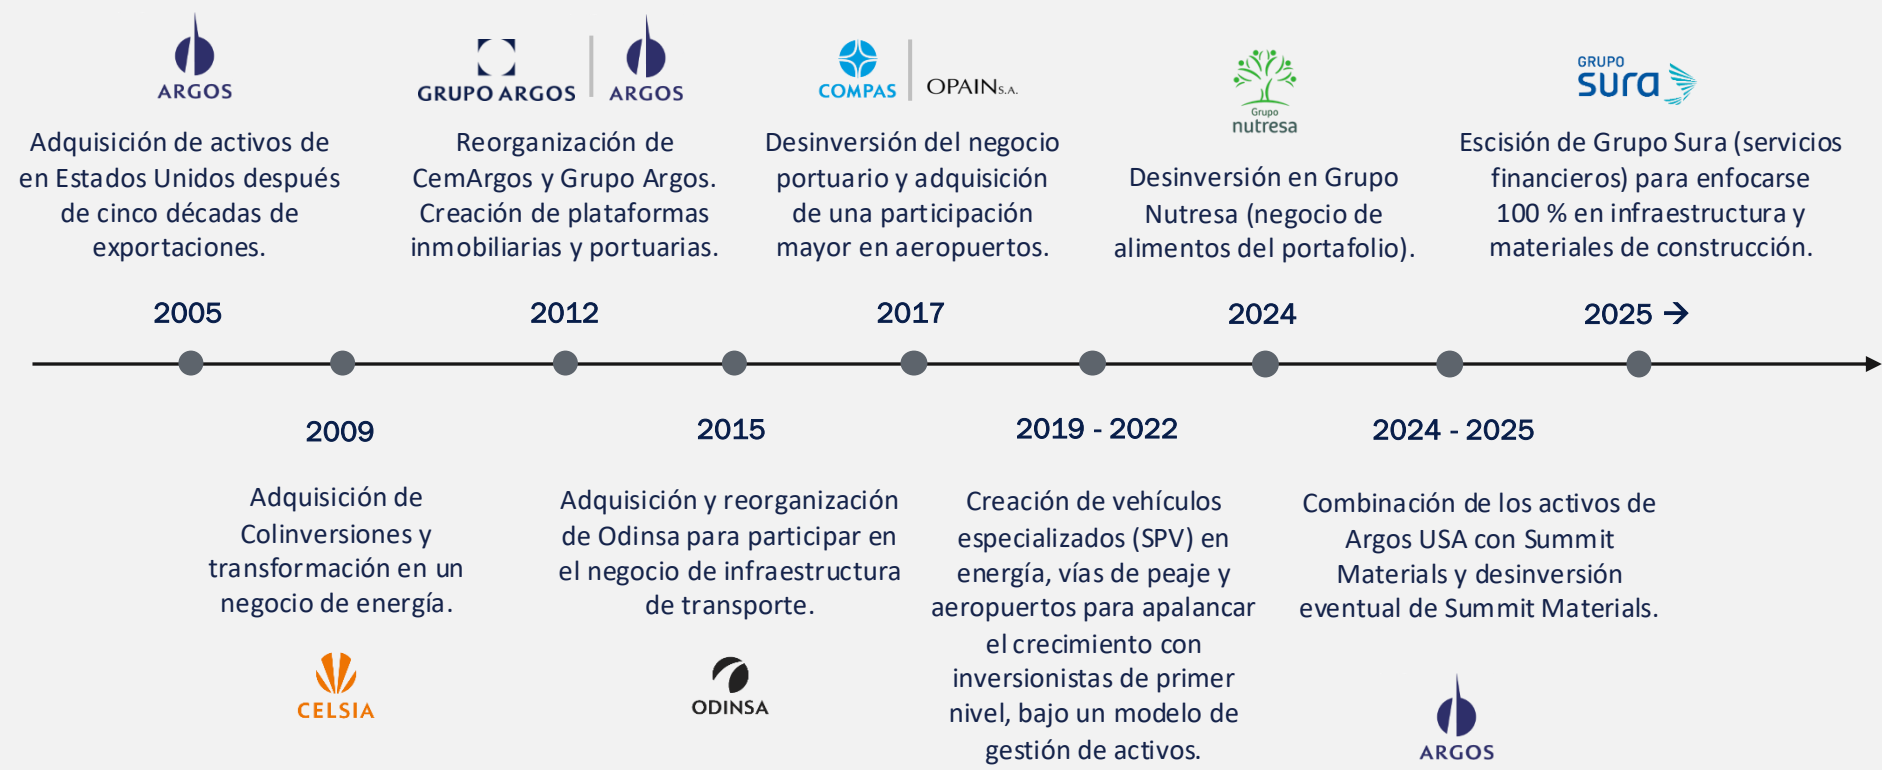 ARGOS
Adquisición de activos de
en Estados Unidos después
de cinco décadas de
exportaciones.
2005
GRUPO ARGOS
ARGOS
Reorganización de
CemArgos y Grupo Argos.
Creación de plataformas
inmobiliarias y portuarias.
2012
COMPAS
OPAIN S.A.
Desinversión del negocio
portuario y adquisición
de una participación
mayor en aeropuertos.
2017
Grupo
nutresa
Desinversión en Grupo
Nutresa (negocio de
alimentos del portafolio).
2024
GRUPO
sura
Escisión de Grupo Sura (servicios
financieros) para enfocarse
100 % en infraestructura y
materiales de construcción.
2025 →
2009
Adquisición de
Colinversiones y
transformación en un
negocio de energía.
CELSIA
2015
Adquisición y reorganización
de Odinsa para participar en
el negocio de infraestructura
de transporte.
ODINSA
2019 - 2022
Creación de vehículos
especializados (SPV) en
energía, vías de peaje y
aeropuertos para apalancar
el crecimiento con
inversionistas de primer
nivel, bajo un modelo de
gestión de activos.
2024 - 2025
Combinación de los activos de
Argos USA con Summit
Materials y desinversión
eventual de Summit Materials.
ARGOS